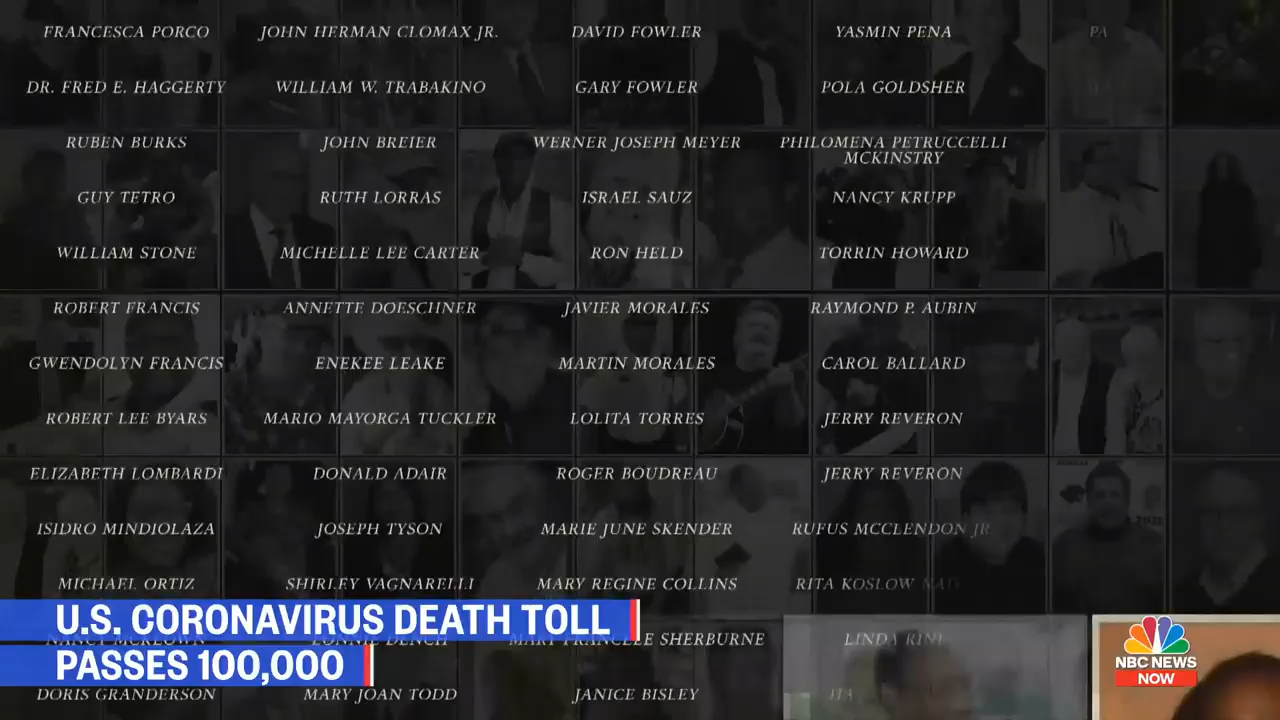 FRANCESCA PORCO
JOHN HERMAN CLOMAX JR.
DAVID FOWLER
YASMIN PENA
PA
DR. FRED E. HAGGERTY
WILLIAM W. TRABAKINO
GARY FOWLER
POLA GOLDSHER
RUBEN BURKS
JOHN BREIER
WERNER JOSEPH MEYER
PHILOMENA PETRUCCELLI
MCKINSTRY
GUY TETRO
RUTH LORRAS
ISRAEL SAUZ
NANCY KRUPP
WILLIAM STONE
MICHELLE LEE CARTER
RON HELD
TORRIN HOWARD
ROBERT FRANCIS
ANNETTE DOESCHNER
JAVIER MORALES
RAYMOND P. AUBIN
GWENDOLYN FRANCIS
ENEKEE LEAKE
MARTIN MORALES
CAROL BALLARD
ROBERT LEE BYARS
MARIO MAYORGA TUCKLER
LOLITA TORRES
JERRY REVERON
ELIZABETH LOMBARDI
DONALD ADAIR
ROGER BOUDREAU
JERRY REVERON
ISIDRO MINDIOLAZA
JOSEPH TYSON
MARIE JUNE SKENDER
RUFUS MCCLENDON JR
MICHAEL ORTIZ
SHIRLEY VAGNARELLI
MARY REGINE COLLINS
RITA KOSLOW
U.S. CORONAVIRUS DEATH TOLL
PASSES 100,000
SHERBURNE
LINDA
DORIS GRANDERSON
MARY JOAN TODD
JANICE BISLEY
NBC NEWS
NOW